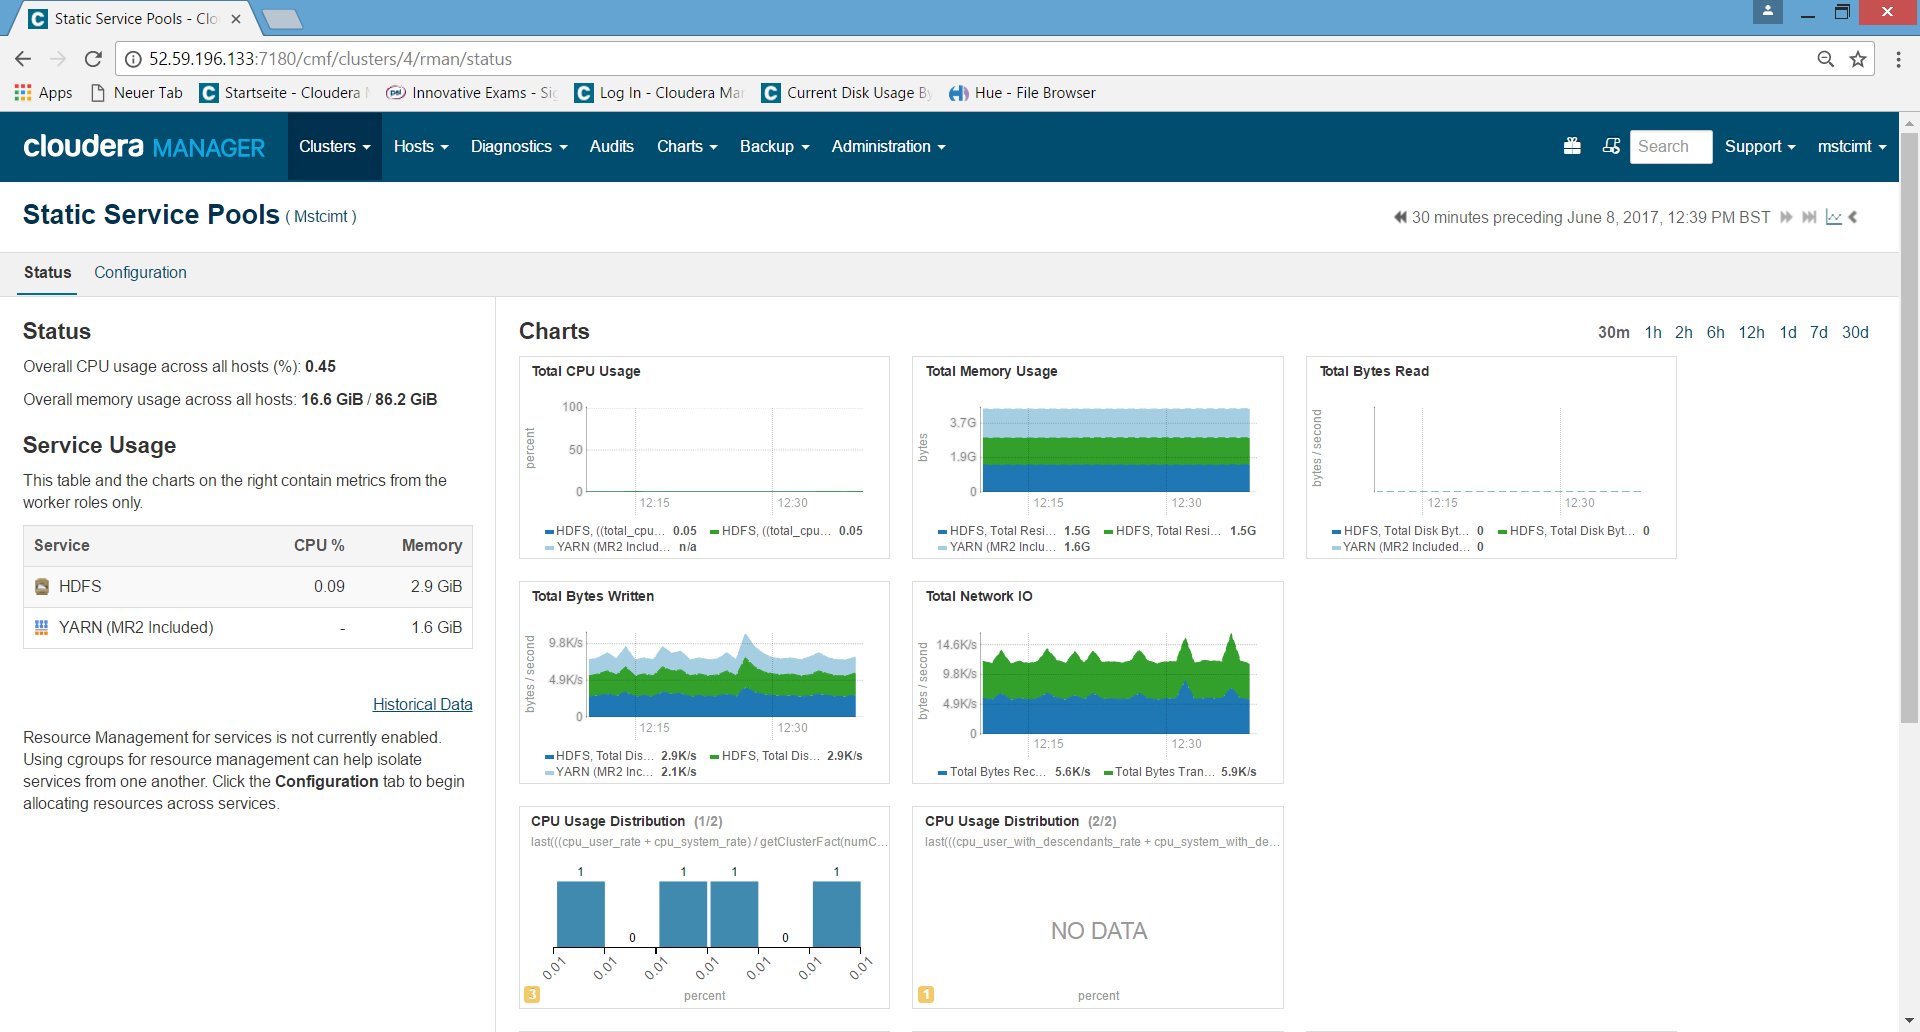 Static Service Pools - Clo
52.59.196.133:7180/cmf/clusters/4/rman/status
Apps Neuer Tab Startseite - Cloudera Innovative Exams - Log In - Cloudera Current Disk Usage Hue - File Browser
cloudera MANAGER Clusters Hosts Diagnostics Audits Charts Backup Administration Search Support mstcimt
Static Service Pools ( Mstcimt ) 30 minutes preceding June 8, 2017, 12:39 PM BST
Status Configuration
Status
Overall CPU usage across all hosts (%): 0.45
Overall memory usage across all hosts: 16.6 GiB / 86.2 GiB
Service Usage
This table and the charts on the right contain metrics from the
worker roles only.
Service CPU % Memory
HDFS 0.09 2.9 GiB
YARN (MR2 Included) - 1.6 GiB
Historical Data
Resource Management for services is not currently enabled.
Using cgroups for resource management can help isolate
services from one another. Click the Configuration tab to begin
allocating resources across services.
Charts 30m 1h 2h 6h 12h 1d 7d 30d
Total CPU Usage
percent
100
50
0
12:15 12:30
HDFS, ((total_cpu... 0.05 HDFS, ((total_cpu... 0.05
YARN (MR2 Includ... n/a
Total Memory Usage
bytes
3.7G
1.9G
0
12:15 12:30
HDFS, Total Resi... 1.5G HDFS, Total Resi... 1.5G
YARN (MR2 Inclu... 1.6G
Total Bytes Read
bytes / second
12:15 12:30
HDFS, Total Disk Byt... 0 HDFS, Total Disk Byt... 0
YARN (MR2 Included... 0
Total Bytes Written
bytes / second
9.8K/s
4.9K/s
0
12:15 12:30
HDFS, Total Dis... 2.9K/s HDFS, Total Dis... 2.9K/s
YARN (MR2 Inc... 2.1K/s
Total Network IO
bytes / second
14.6K/s
9.8K/s
4.9K/s
0
12:15 12:30
Total Bytes Rec... 5.6K/s Total Bytes Tran... 5.9K/s
CPU Usage Distribution (1/2)
last(((cpu_user_rate + cpu_system_rate) / getClusterFact(numC...
1 0 1 1 0 1
0.01 0.01 0.01 0.01 0.01 0.01 0.01
3 percent
CPU Usage Distribution (2/2)
last(((cpu_user_with_descendants_rate + cpu_system_with_de...
NO DATA
1 percent